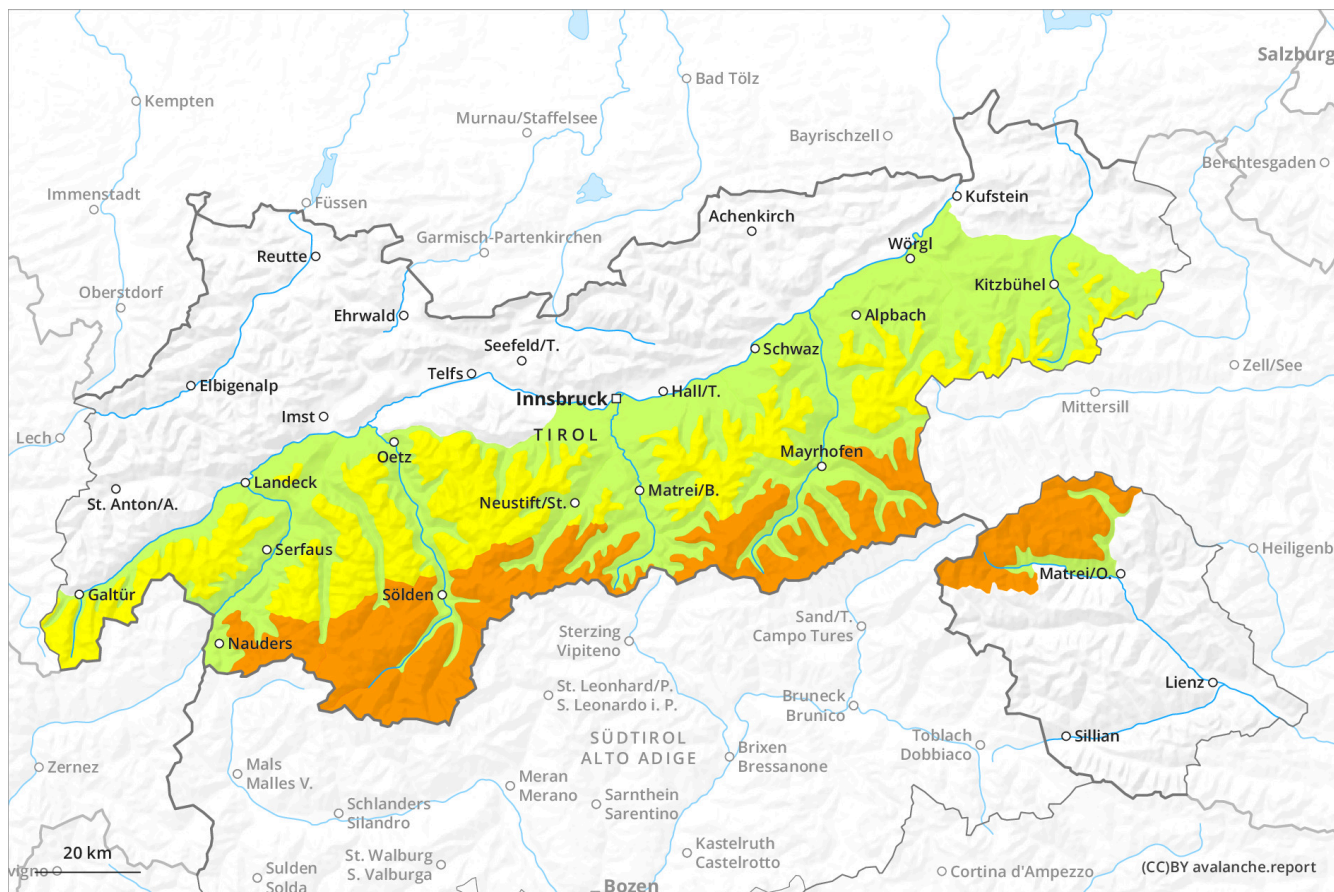 Salzburg
Kempten
Bad Tölz
Murnau/Staffelsee
Bayrischzell
Berchtesgaden
Immenstadt
Füssen
Kufstein
Achenkirch
Garmisch-Partenkirchen
Reutte
Wörgl
Kitzbühel
Oberstdorf
Ehrwald
Alpbach
Seefeld/T.
Schwaz
Telfs
Zell/See
Elbigenalp
Innsbruck
Hall/T.
Mittersill
Imst
Lech
TIROL
Oetz
Mayrhofen
Landeck
Matrei/B.
St. Anton/A.
Neustift/St.
Serfaus
Heiligenb
Matrei/O.
Galtür
Sölden
Sand/T.
Campo Tures
Nauders
Sterzing
Vipiteno
Lienz
St. Leonhard/P.
S. Leonardo i. P.
Bruneck
Brunico
Sillian
SÜDTIROL
ALTO ADIGE
Toblach
Dobbiaco
Brixen
Bressanone
Zernez
Mals
Malles V.
Meran
Merano
Sarnthein
Sarentino
Schlanders
Silandro
Kastelruth
Castelrotto
20 km
St. Walburg
S. Valburga
vigno
Sulden
Solda
Cortina d'Ampezzo
(CC)BY avalanche.report
Bozen